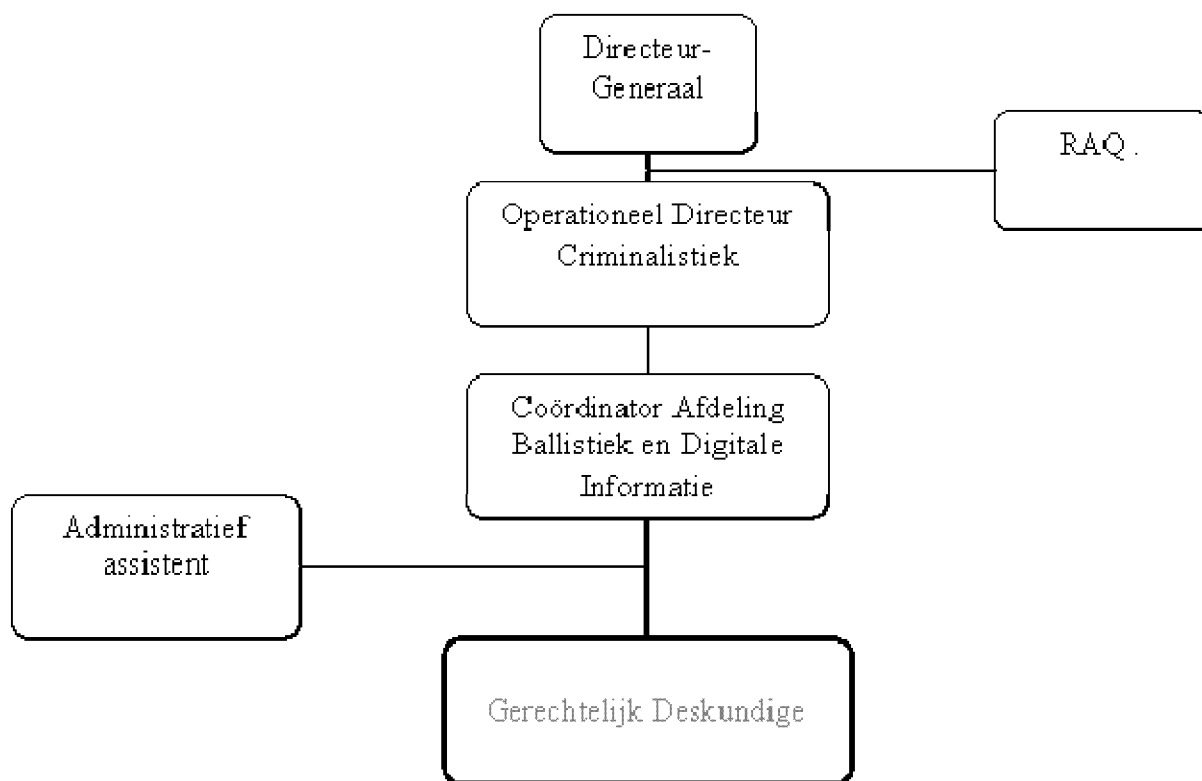 Directeur-
Generaal
RAQ .
Operationeel Directeur
Criminalistiek
Coördinator Afdeling
Ballistiek en Digitale
Informatie
Administratief
assistent
Gerechtelijk Deskundige